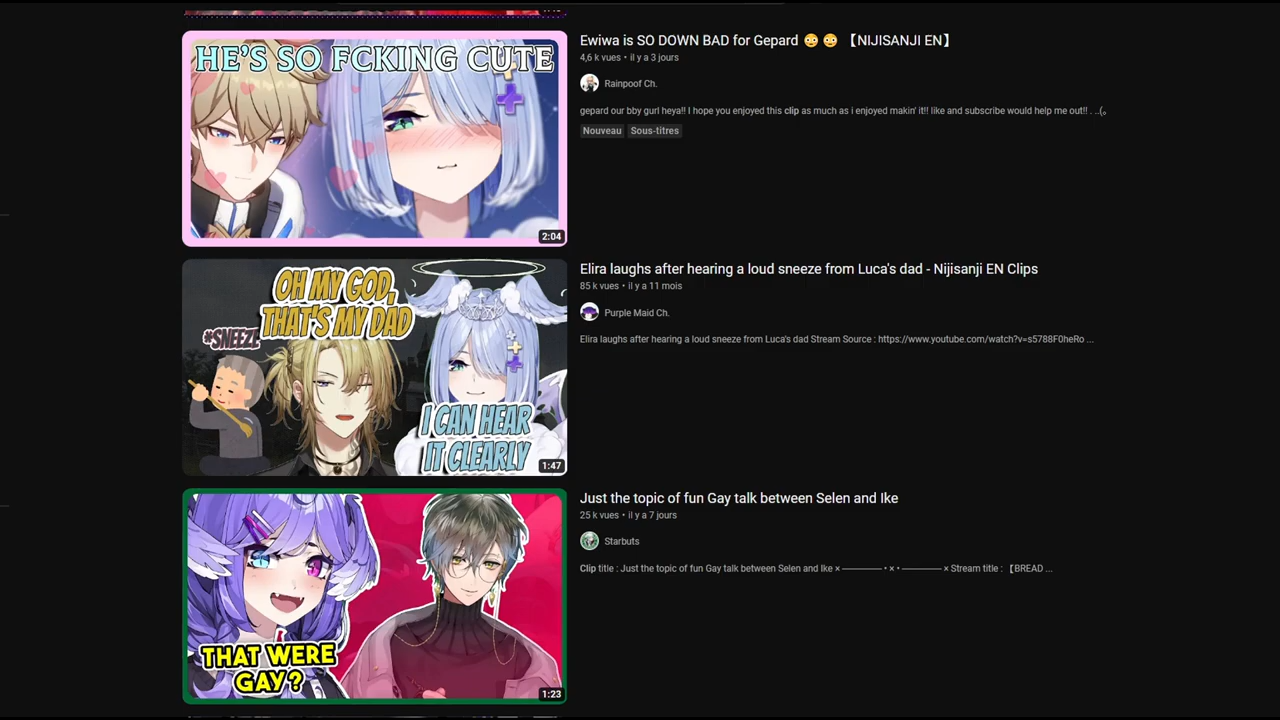 HE'S SO FCKING CUTE
2:04
Ewiwa is SO DOWN BAD for Gepard 😳 😳 【NIJISANJI EN】
4,6 k vues • il y a 3 jours
Rainpoof Ch.
gepard our bby gurl heya!! I hope you enjoyed this clip as much as i enjoyed makin' it!! like and subscribe would help me out!! . ..(。
Nouveau Sous-titres
OH MY GOD,
THAT'S MY DAD
*SNEEZE
I CAN HEAR
IT CLEARLY
1:47
Elira laughs after hearing a loud sneeze from Luca's dad - Nijisanji EN Clips
85 k vues • il y a 11 mois
Purple Maid Ch.
Elira laughs after hearing a loud sneeze from Luca's dad Stream Source : https://www.youtube.com/watch?v=s5788F0heRo ...
THAT WERE
GAY?
1:23
Just the topic of fun Gay talk between Selen and Ike
25 k vues • il y a 7 jours
Starbuts
Clip title : Just the topic of fun Gay talk between Selen and Ike × ————— • × • ————— × Stream title : 【BREAD ...